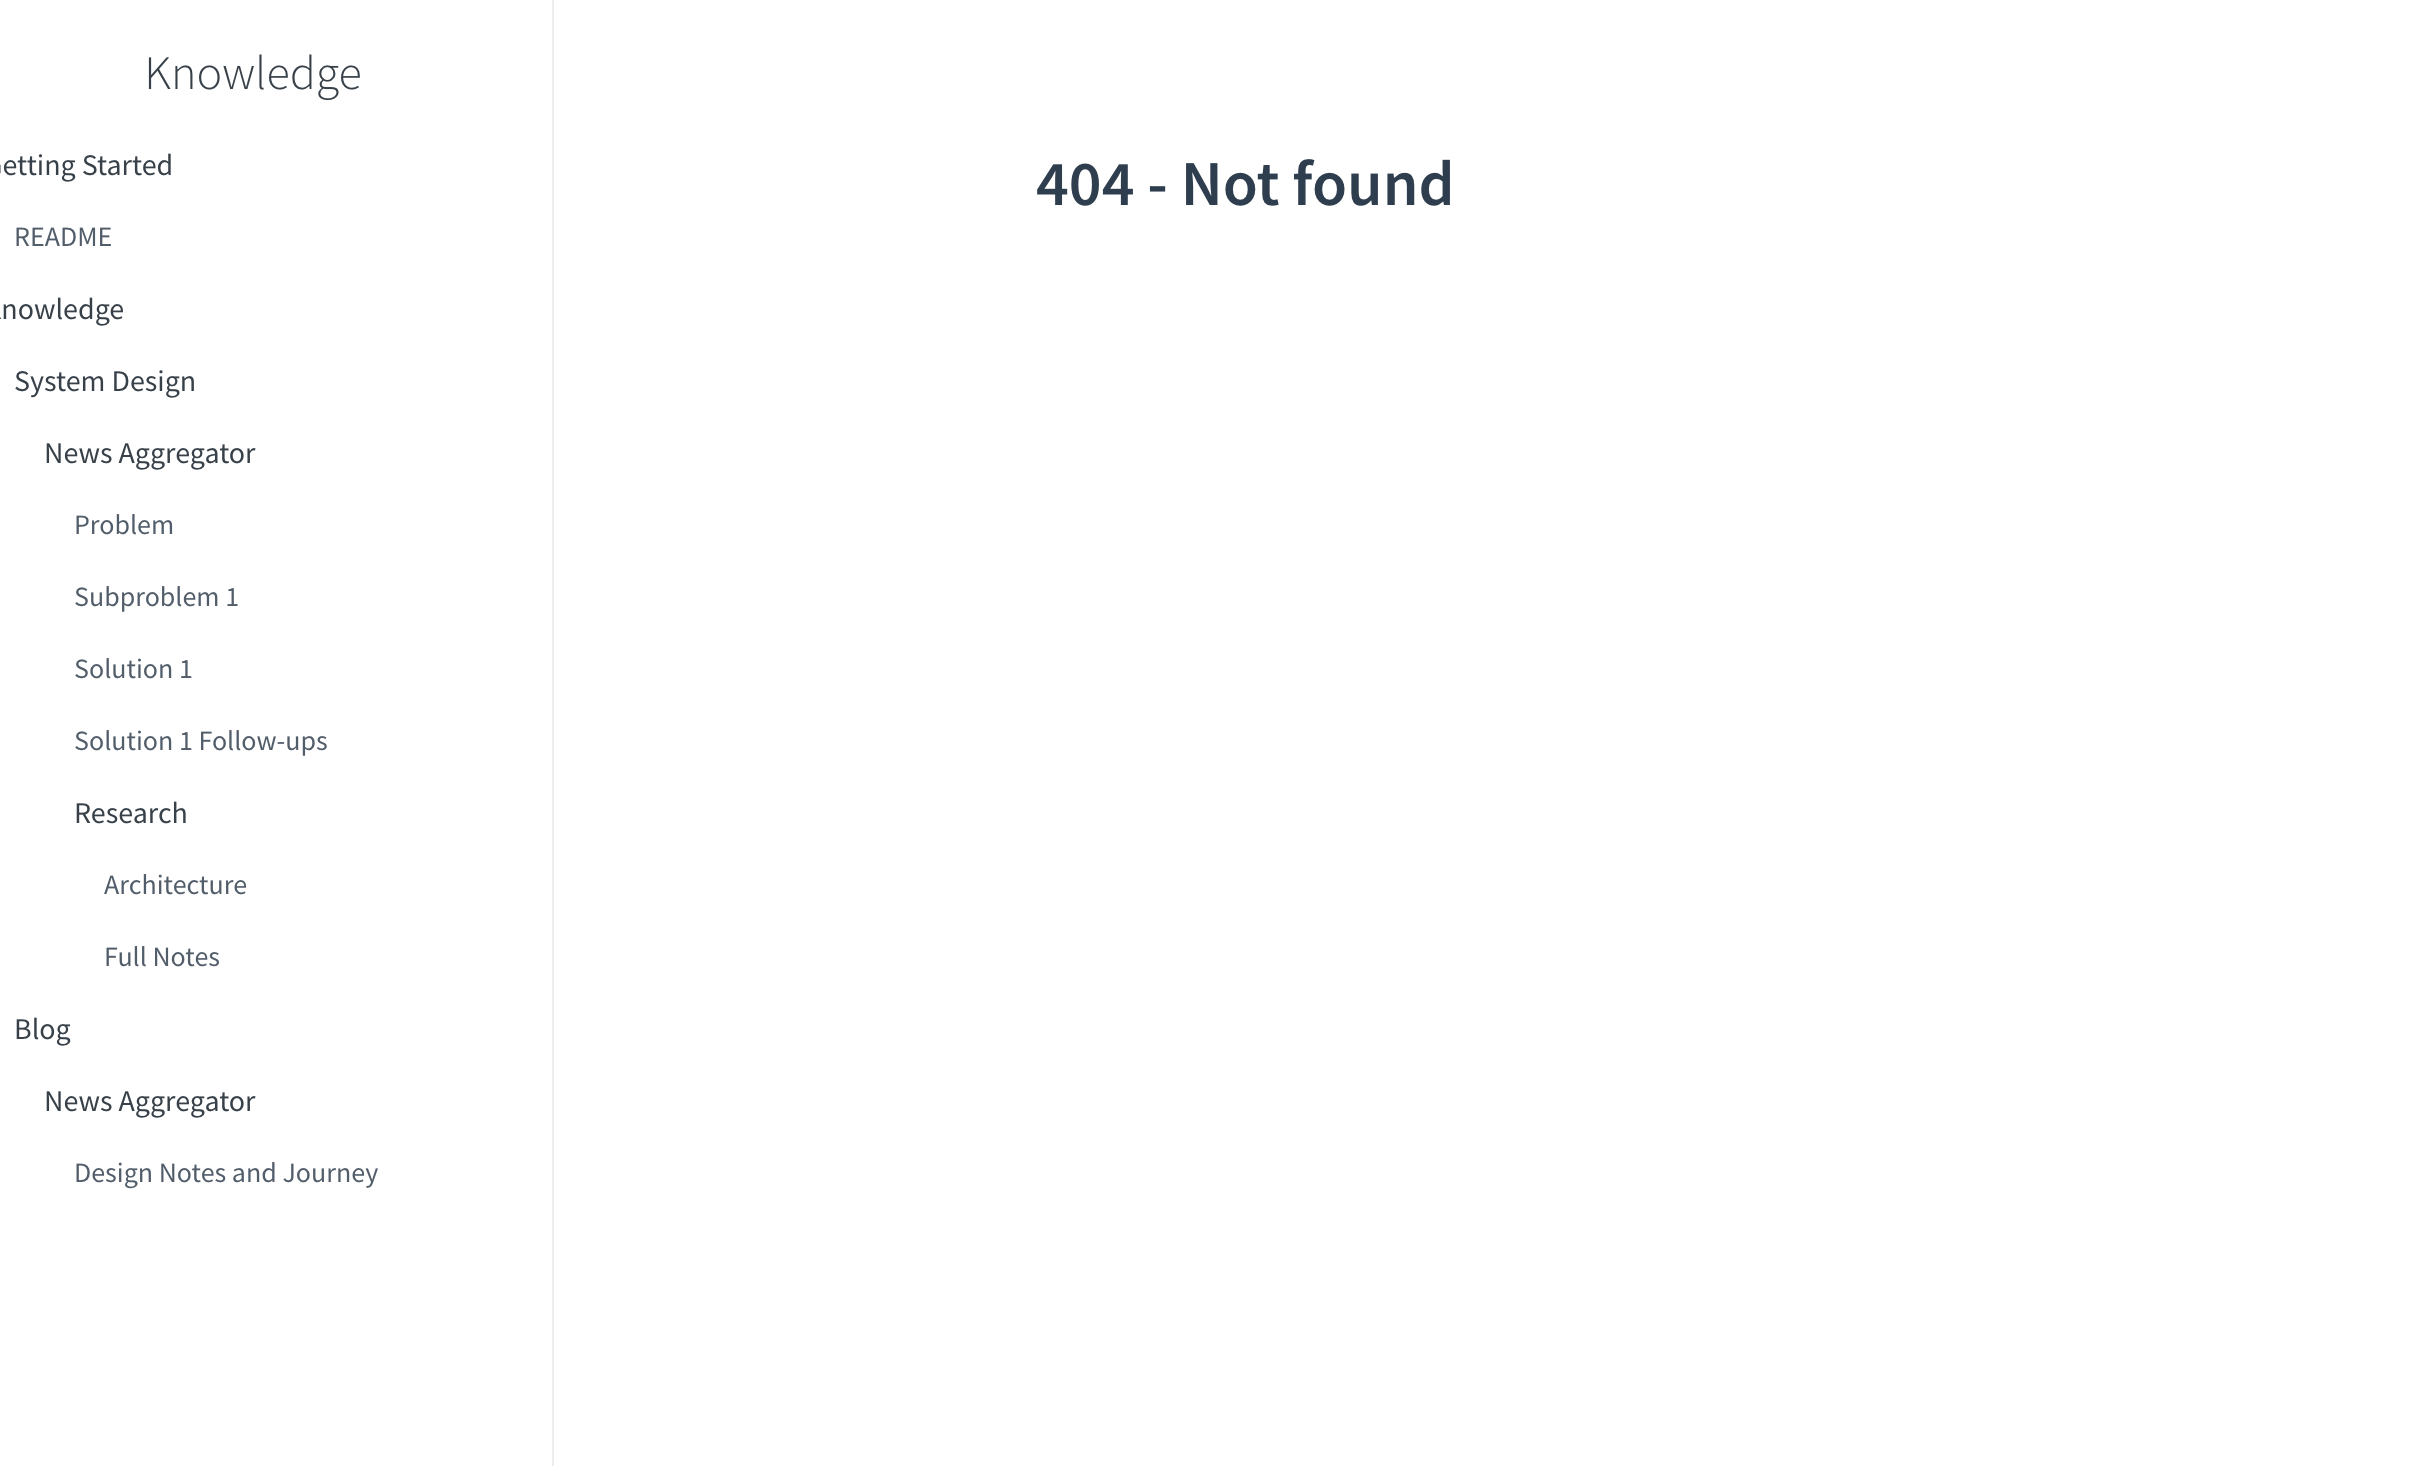 Knowledge
etting Started
README
nowledge
System Design
News Aggregator
Problem
Subproblem 1
Solution 1
Solution 1 Follow-ups
Research
Architecture
Full Notes
Blog
News Aggregator
Design Notes and Journey
404 - Not found